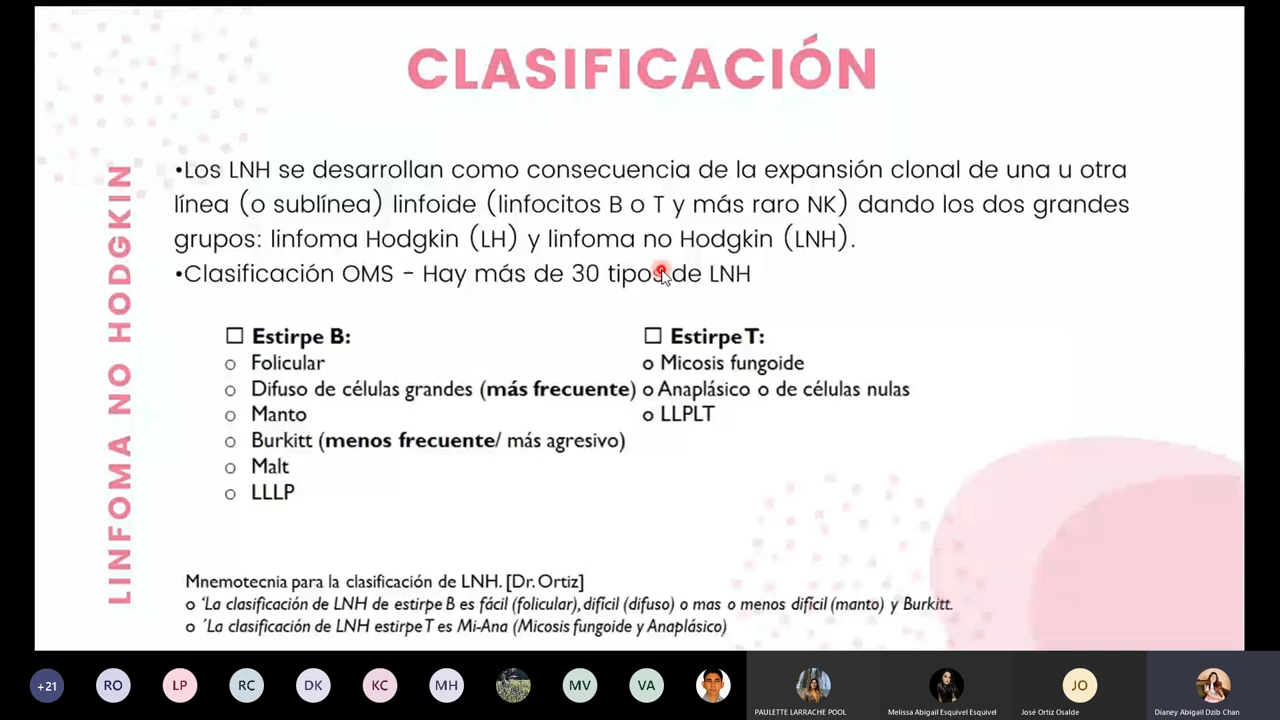 CLASIFICACIÓN
LINFOMA NO HODGKIN
•Los LNH se desarrollan como consecuencia de la expansión clonal de una u otra
línea (o sublínea) linfoide (linfocitos B o T y más raro NK) dando los dos grandes
grupos: linfoma Hodgkin (LH) y linfoma no Hodgkin (LNH).
•Clasificación OMS - Hay más de 30 tipos de LNH
☐ Estirpe B:
o Folicular
o Difuso de células grandes (más frecuente)
o Manto
o Burkitt (menos frecuente/ más agresivo)
o Malt
o LLLP
☐ Estirpe T:
o Micosis fungoide
o Anaplásico o de células nulas
o LLPLT
Mnemotecnia para la clasificación de LNH. [Dr. Ortiz]
o ‘La clasificación de LNH de estirpe B es fácil (folicular), difícil (difuso) o mas o menos difícil (manto) y Burkitt.
o ´La clasificación de LNH estirpe T es Mi-Ana (Micosis fungoide y Anaplásico)
+21
RO
LP
RC
DK
KC
MH
MV
VA
JO
PAULETTE LARRACHE POOL
Melissa Abigail Esquivel Esquivel
José Ortiz Osalde
Dianey Abigail Dzib Chan